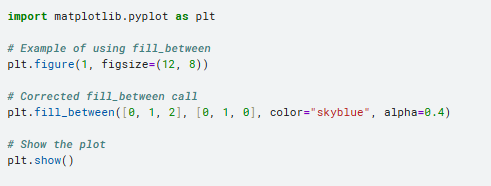 import matplotlib.pyplot as plt
# Example of using fill_between
plt.figure(1, figsize=(12, 8))
# Corrected fill_between call
plt.fill_between([0, 1, 2], [0, 1, 0], color="skyblue", alpha=0.4)
# Show the plot
plt.show()